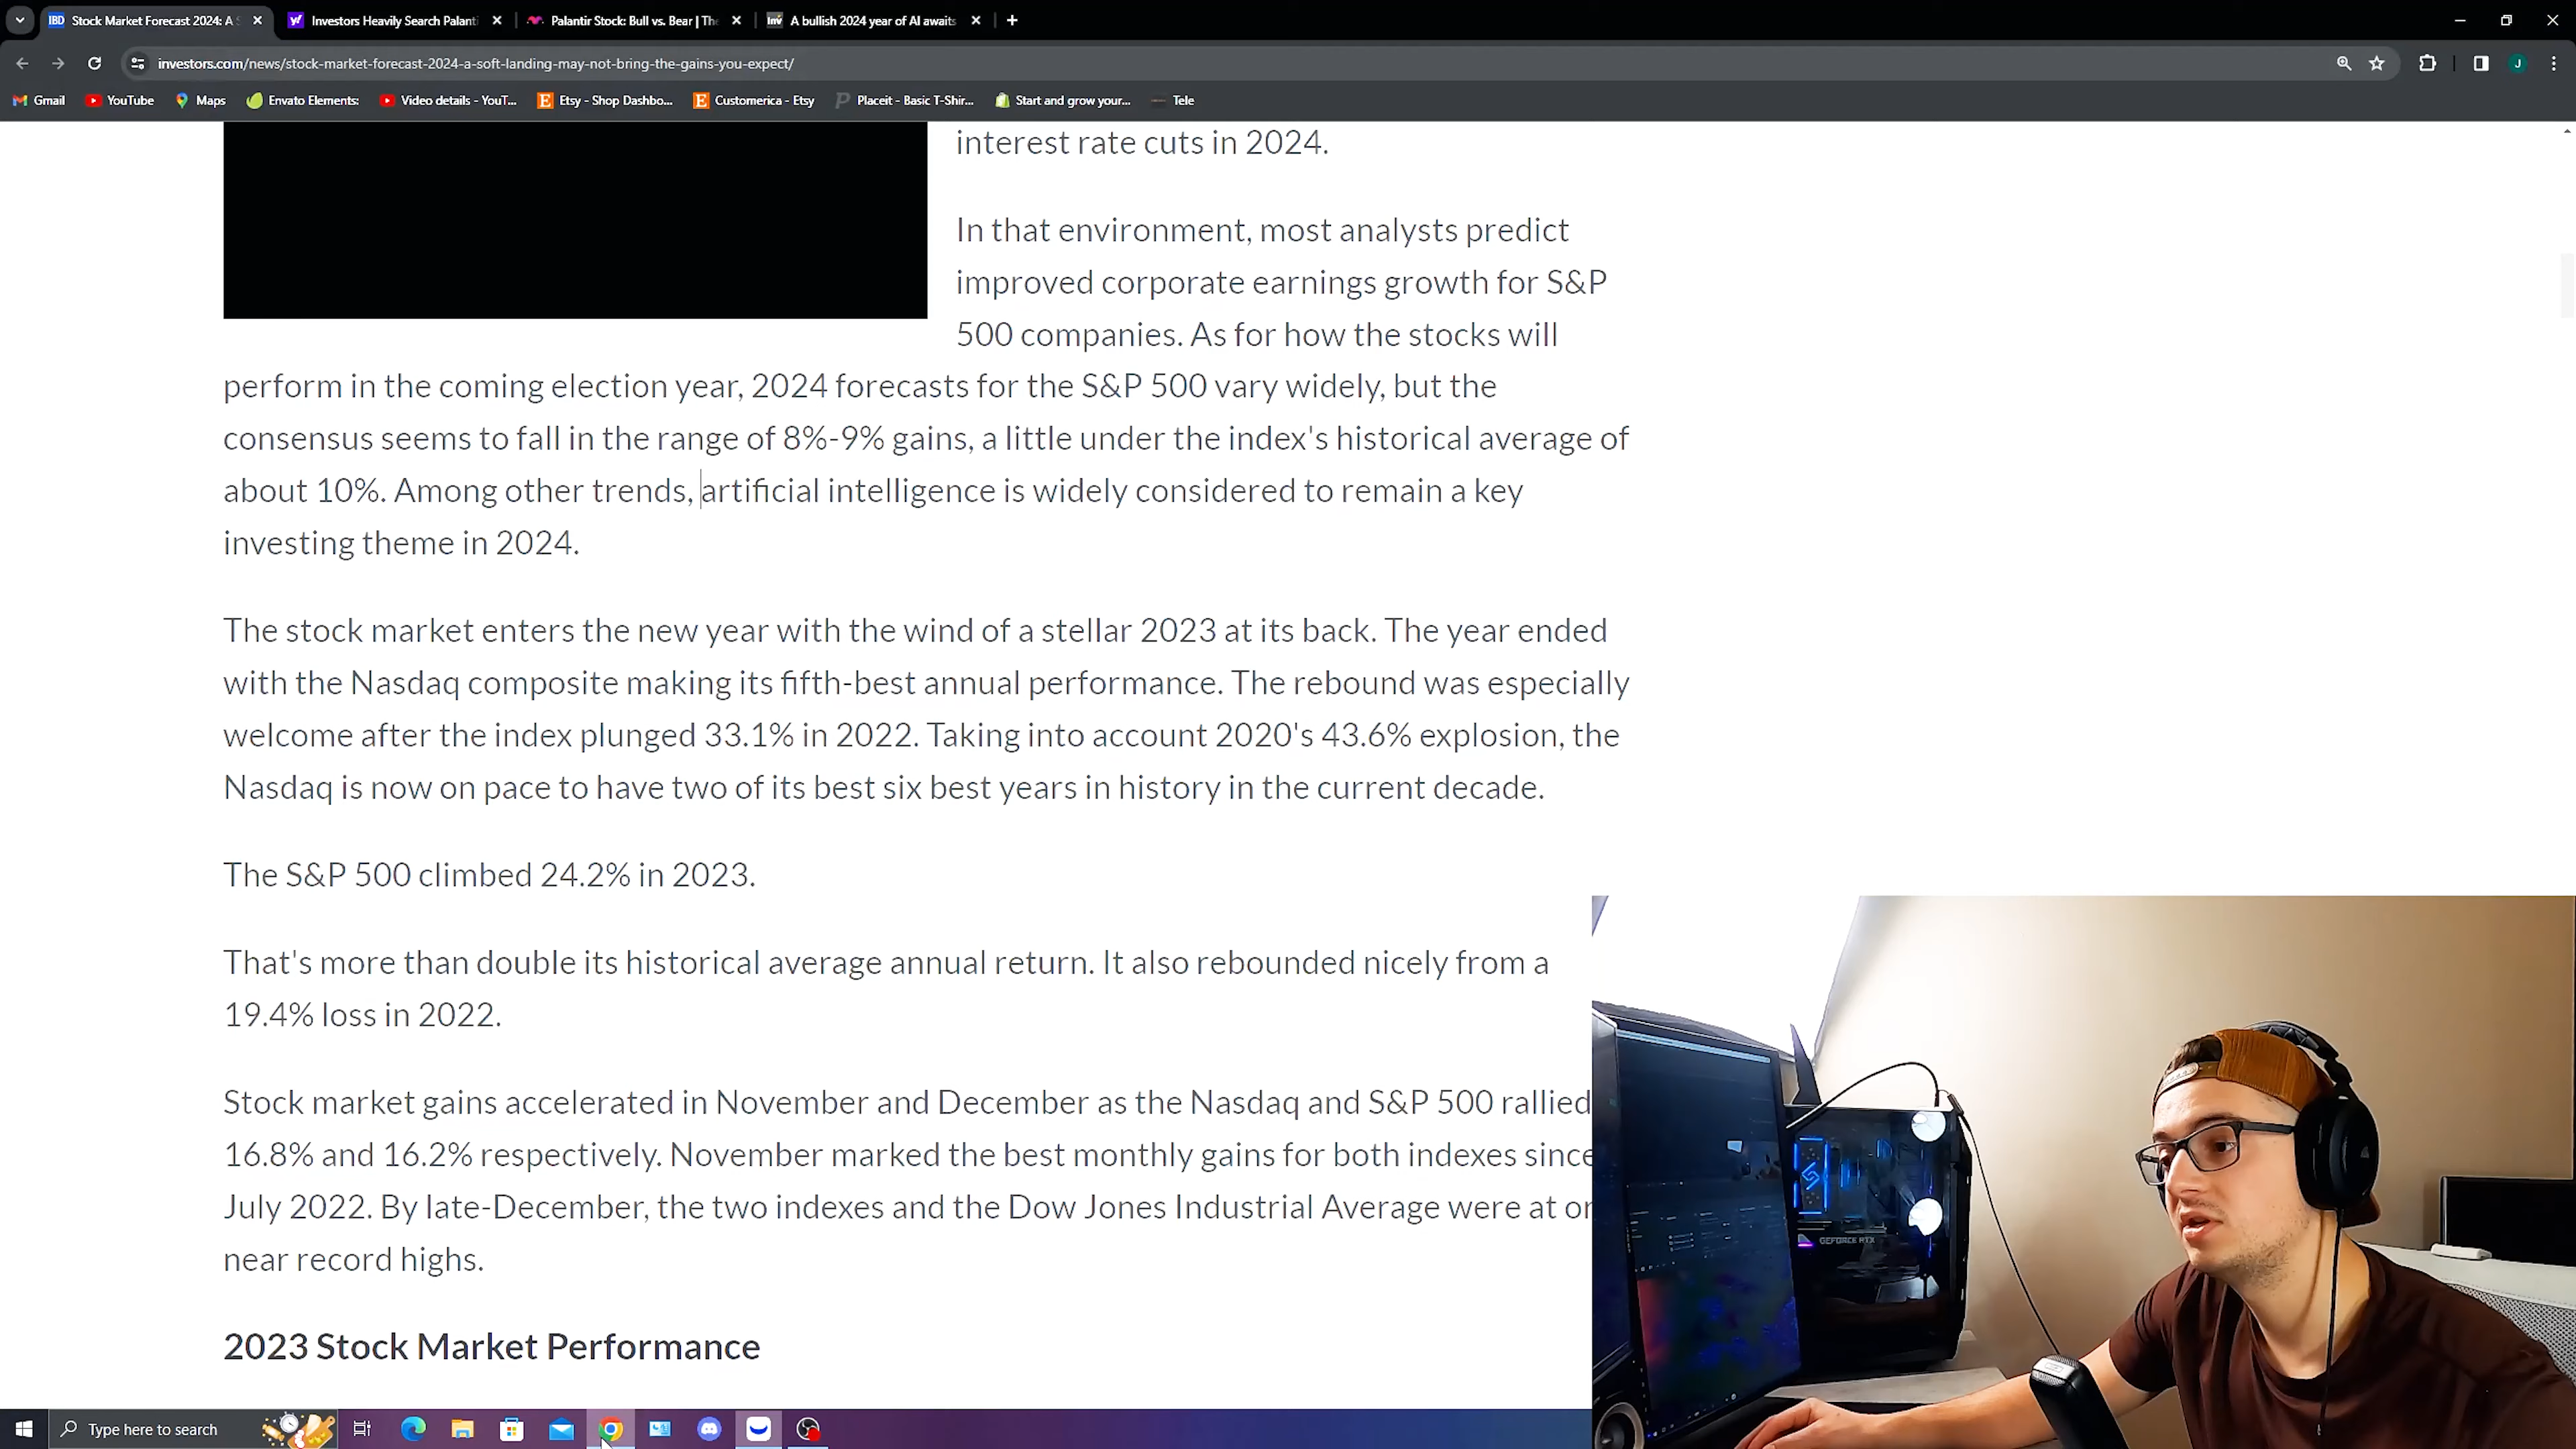 Stock Market Forecast 2024: A S
Investors Heavily Search Palanti
Palantir Stock: Bull vs. Bear | The
A bullish 2024 year of AI awaits
investors.com/news/stock-market-forecast-2024-a-soft-landing-may-not-bring-the-gains-you-expect/
J
Gmail
YouTube
Maps
Envato Elements:
Video details - YouT...
Etsy - Shop Dashbo...
Customerica - Etsy
Placeit - Basic T-Shir...
Start and grow your...
Tele
interest rate cuts in 2024.
In that environment, most analysts predict
improved corporate earnings growth for S&P
500 companies. As for how the stocks will
perform in the coming election year, 2024 forecasts for the S&P 500 vary widely, but the
consensus seems to fall in the range of 8%-9% gains, a little under the index's historical average of
about 10%. Among other trends, artificial intelligence is widely considered to remain a key
investing theme in 2024.
The stock market enters the new year with the wind of a stellar 2023 at its back. The year ended
with the Nasdaq composite making its fifth-best annual performance. The rebound was especially
welcome after the index plunged 33.1% in 2022. Taking into account 2020's 43.6% explosion, the
Nasdaq is now on pace to have two of its best six best years in history in the current decade.
The S&P 500 climbed 24.2% in 2023.
That's more than double its historical average annual return. It also rebounded nicely from a
19.4% loss in 2022.
Stock market gains accelerated in November and December as the Nasdaq and S&P 500 rallied
16.8% and 16.2% respectively. November marked the best monthly gains for both indexes since
July 2022. By late-December, the two indexes and the Dow Jones Industrial Average were at or
near record highs.
2023 Stock Market Performance
GEFORCE RTX
Type here to search